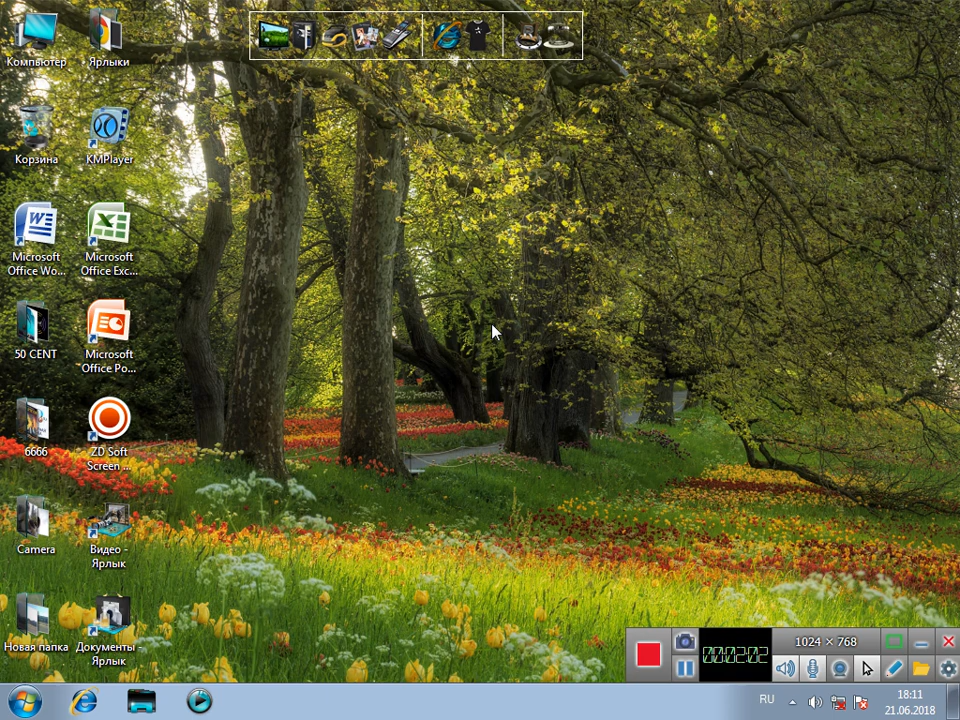 Компьютер
Ярлыки
Корзина
KMPlayer
Microsoft
Office Wo...
Microsoft
Office Exc...
50 CENT
Microsoft
Office Po...
6666
ZD Soft
Screen ...
Camera
Видео -
Ярлык
Новая папка
Документы -
Ярлык
1024 × 768
00:02:02
RU
18:11
21.06.2018